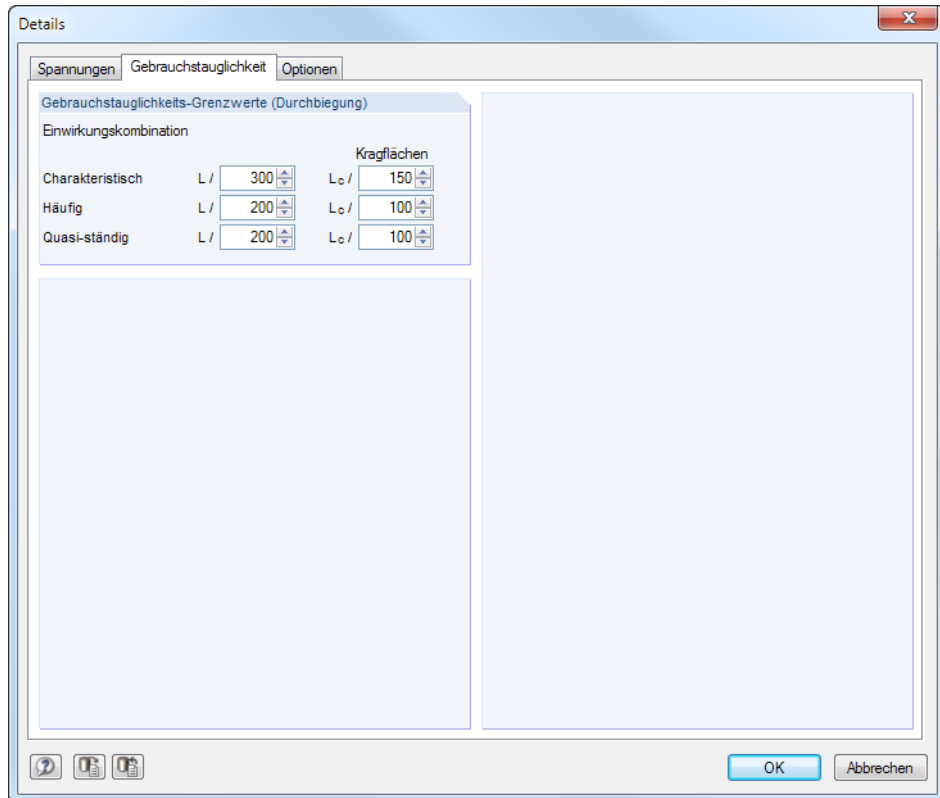 Details
Spannungen Gebrauchstauglichkeit Optionen
Gebrauchstauglichkeits-Grenzwerte (Durchbiegung)
Einwirkungskombination
Kragflächen
Charakteristisch L / 300 Lc / 150
Häufig L / 200 Lc / 100
Quasi-ständig L / 200 Lc / 100
OK Abbrechen